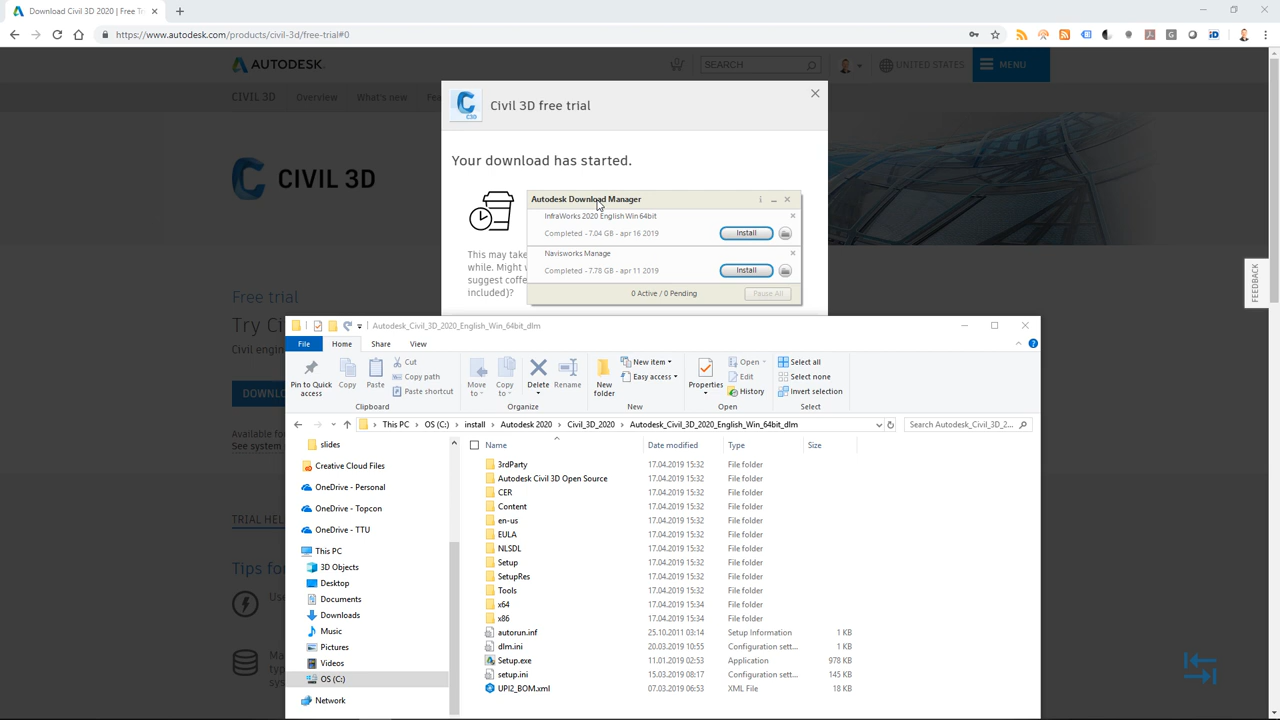 Download Civil 3D 2020 | Free Tri
https://www.autodesk.com/products/civil-3d/free-trial#0
AUTODESK
SEARCH
UNITED STATES
MENU
CIVIL 3D
Overview
What's new
Fea
Civil 3D free trial
C3D
CIVIL 3D
Your download has started.
Autodesk Download Manager
InfraWorks 2020 English Win 64bit
Completed - 7.04 GB - apr 16 2019
Install
Navisworks Manage
Completed - 7.78 GB - apr 11 2019
Install
0 Active / 0 Pending
Pause All
This may take
while. Might w
suggest coffe
included)?
FEEDBACK
Free trial
Try Ci
Civil engin
DOWNLO
Available fo
See system
TRIAL HEL
Tips fo
Use
Ma
typ
sys
Autodesk_Civil_3D_2020_English_Win_64bit_dlm
File
Home
Share
View
Pin to Quick access
Copy
Paste
Cut
Copy path
Paste shortcut
Clipboard
Move to
Copy to
Delete
Rename
Organize
New folder
New item
Easy access
New
Properties
Open
Edit
History
Open
Select all
Select none
Invert selection
Select
This PC > OS (C:) > install > Autodesk 2020 > Civil_3D_2020 > Autodesk_Civil_3D_2020_English_Win_64bit_dlm
Search Autodesk_Civil_3D_2...
slides
Creative Cloud Files
OneDrive - Personal
OneDrive - Topcon
OneDrive - TTU
This PC
3D Objects
Desktop
Documents
Downloads
Music
Pictures
Videos
OS (C:)
Network
Name Date modified Type Size
3rdParty 17.04.2019 15:32 File folder
Autodesk Civil 3D Open Source 17.04.2019 15:32 File folder
CER 17.04.2019 15:32 File folder
Content 17.04.2019 15:32 File folder
en-us 17.04.2019 15:32 File folder
EULA 17.04.2019 15:32 File folder
NLSDL 17.04.2019 15:32 File folder
Setup 17.04.2019 15:32 File folder
SetupRes 17.04.2019 15:32 File folder
Tools 17.04.2019 15:32 File folder
x64 17.04.2019 15:34 File folder
x86 17.04.2019 15:34 File folder
autorun.inf 25.10.2011 03:14 Setup Information 1 KB
dlm.ini 20.03.2019 10:55 Configuration sett... 1 KB
Setup.exe 11.01.2019 02:53 Application 978 KB
setup.ini 15.03.2019 08:17 Configuration sett... 145 KB
UPI2_BOM.xml 07.03.2019 06:53 XML File 18 KB